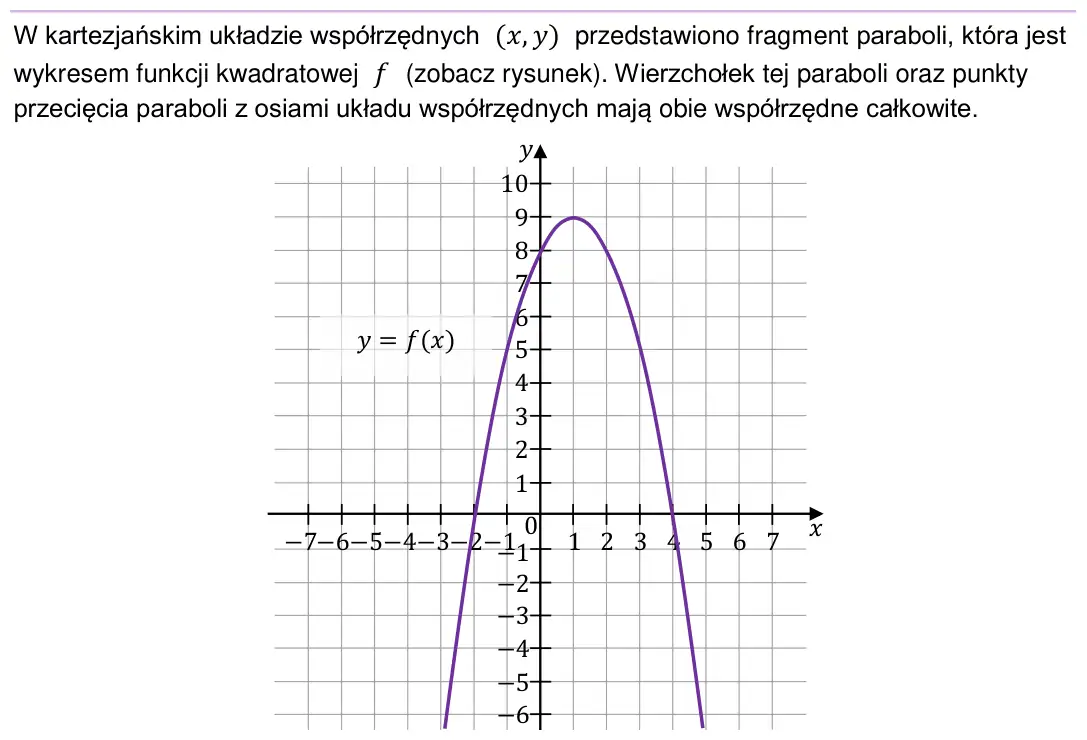 W kartezjańskim układzie współrzędnych (x, y) przedstawiono fragment paraboli, która jest
wykresem funkcji kwadratowej f (zobacz rysunek). Wierzchołek tej paraboli oraz punkty
przecięcia paraboli z osiami układu współrzędnych mają obie współrzędne całkowite.
y
10
9
8
7
6
y = f(x)
5
4
3
2
1
0
x
−7 −6 −5 −4 −3 −2 −1 1 2 3 4 5 6 7
−1
−2
−3
−4
−5
−6